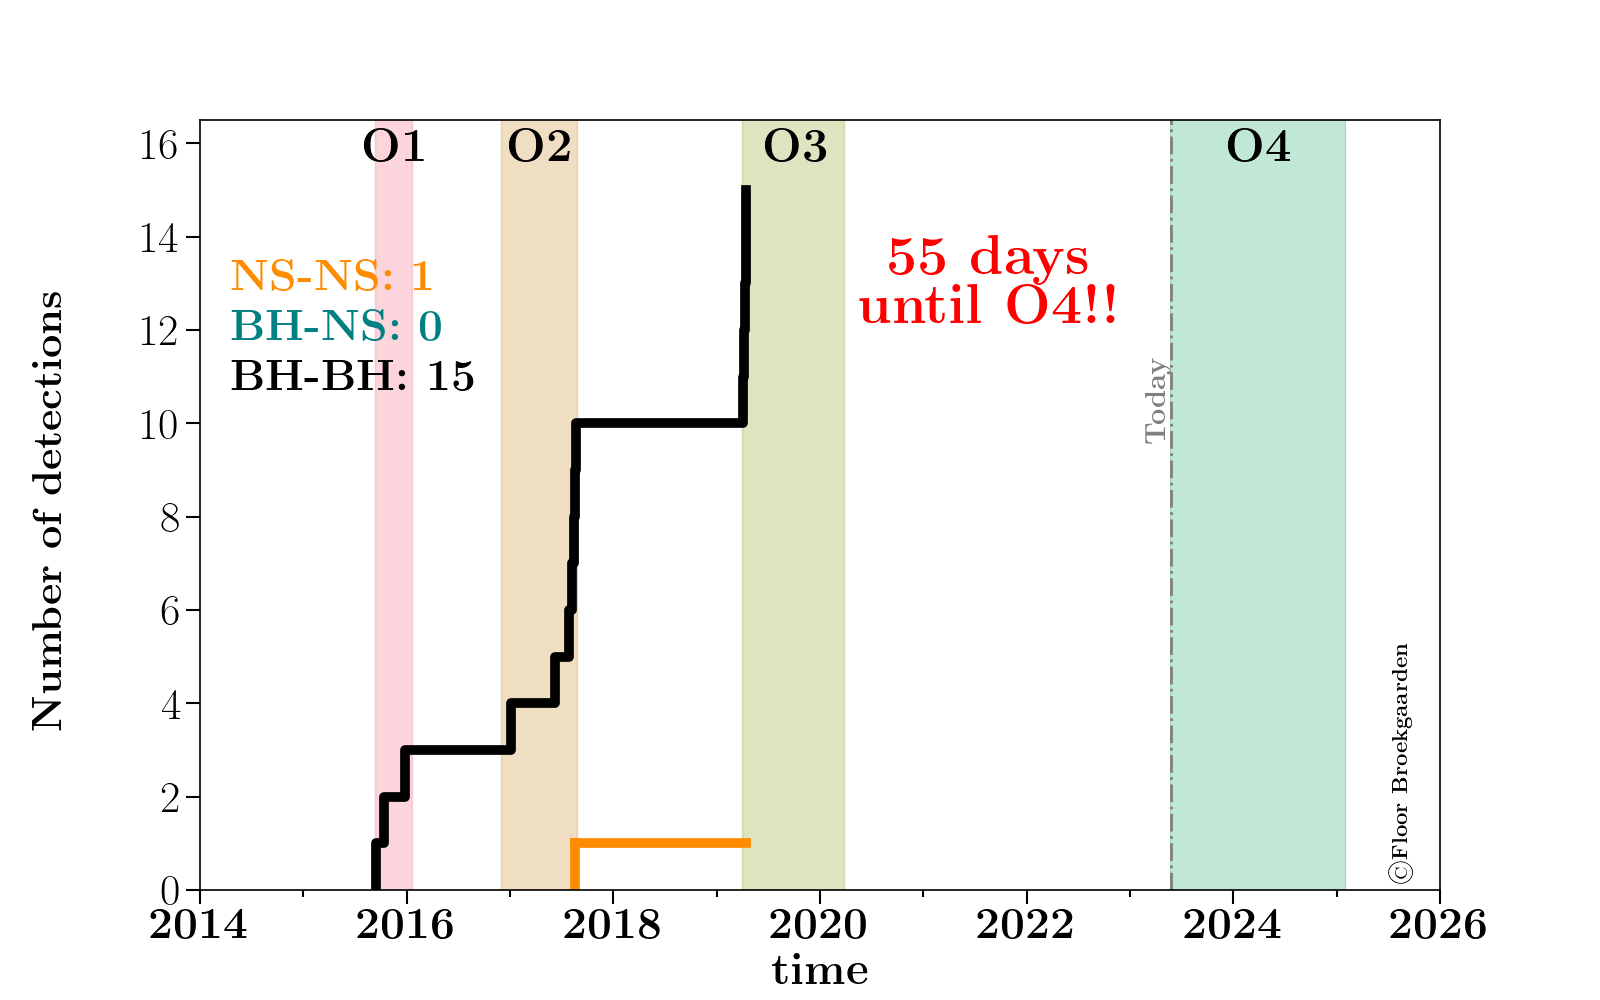 O1 O2 O3 O4
16
14
12
10
8
6
4
2
0
Number of detections
NS-NS: 1
BH-NS: 0
BH-BH: 15
55 days
until O4!!
Today
©Floor Broekgaarden
2014 2016 2018 2020 2022 2024 2026
time